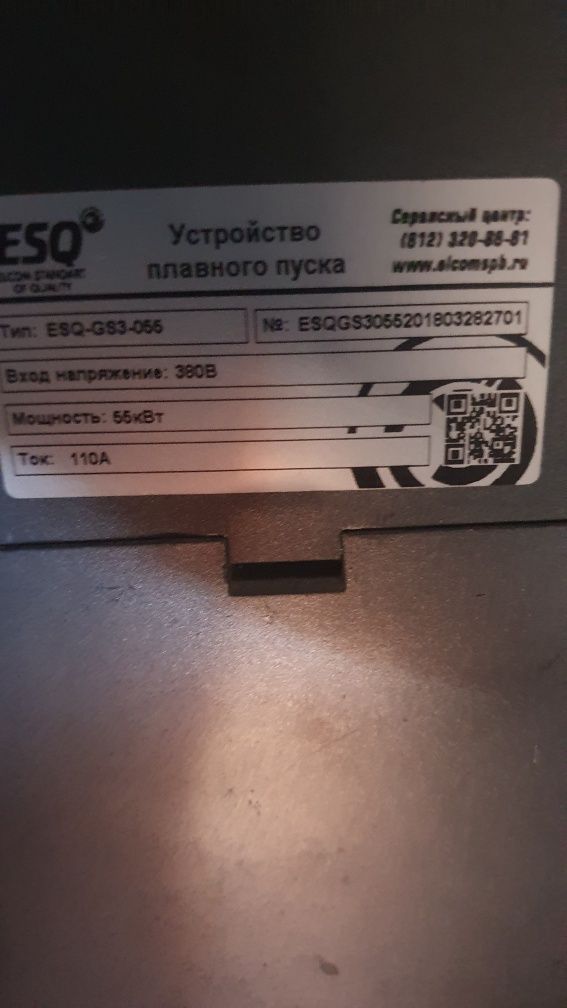 ESQ
ELCOM STANDART
OF QUALITY
Устройство
плавного пуска
Сервисный центр:
(812) 320-88-81
www.elcomspb.ru
Тип: ESQ-GS3-055
№: ESQGS3055201803282701
Вход напряжение: 380В
Мощность: 55кВт
Ток: 110А